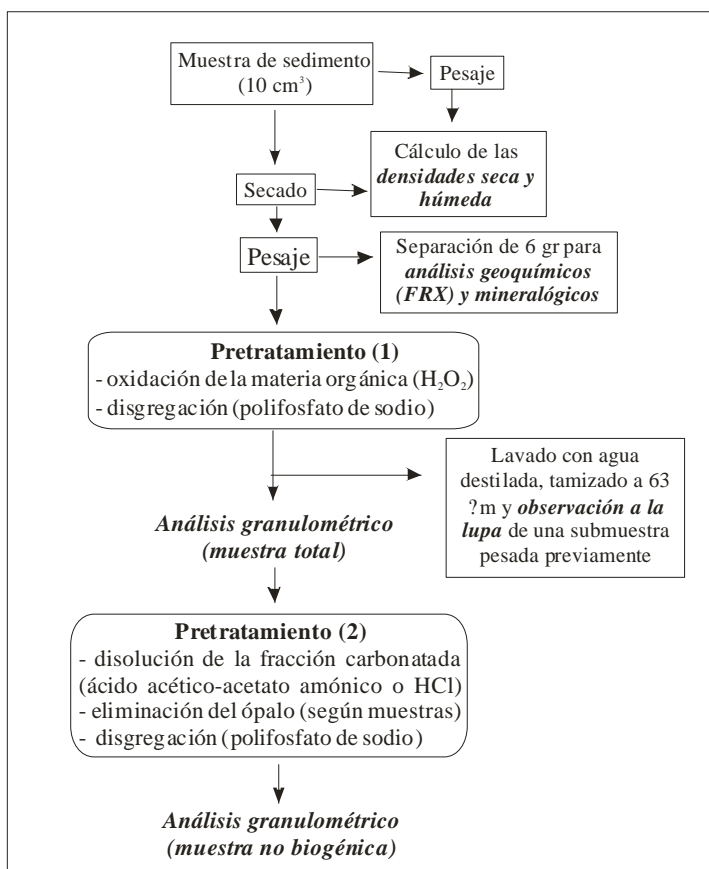 Muestra de sedimento
(10 cm³)
Pesaje
Cálculo de las
densidades seca y
húmeda
Secado
Pesaje
Separación de 6 gr para
análisis geoquímicos
(FRX) y mineralógicos
Pretratamiento (1)
- oxidación de la materia orgánica (H₂O₂)
- disgregación (polifosfato de sodio)
Lavado con agua
destilada, tamizado a 63
?m y observación a la
lupa de una submuestra
pesada previamente
Análisis granulométrico
(muestra total)
Pretratamiento (2)
- disolución de la fracción carbonatada
(ácido acético-acetato amónico o HCl)
- eliminación del ópalo (según muestras)
- disgregación (polifosfato de sodio)
Análisis granulométrico
(muestra no biogénica)